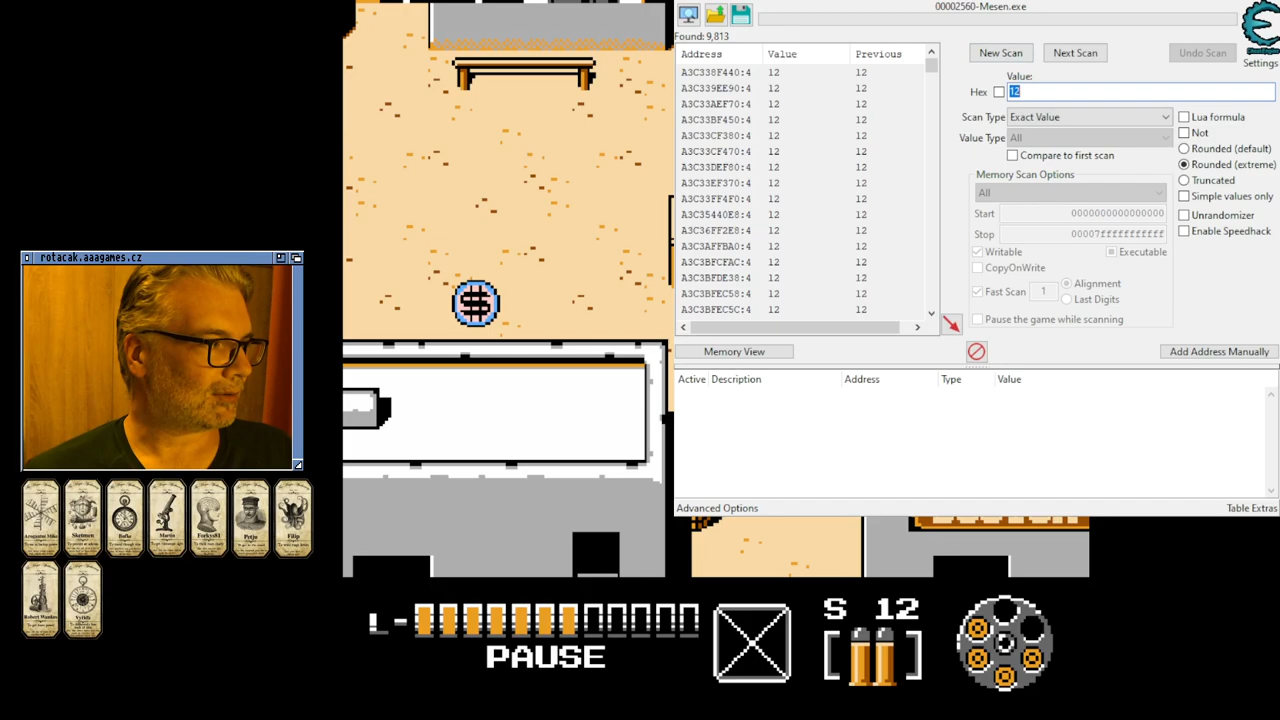 00002560-Mesen.exe
Found: 9,813
Address Value Previous
A3C338F440:4 12 12
A3C339EE90:4 12 12
A3C33AEF70:4 12 12
A3C33BF450:4 12 12
A3C33CF380:4 12 12
A3C33CF470:4 12 12
A3C33DEF80:4 12 12
A3C33EF370:4 12 12
A3C33FF4F0:4 12 12
A3C35440E8:4 12 12
A3C36FF2E8:4 12 12
A3C3AFFBA0:4 12 12
A3C3BFCFAC:4 12 12
A3C3BFDE38:4 12 12
A3C3BFEC58:4 12 12
A3C3BFEC5C:4 12 12
New Scan Next Scan Undo Scan
Settings
Value:
Hex 12
Scan Type Exact Value
Value Type All
Compare to first scan
Lua formula
Not
Rounded (default)
Rounded (extreme)
Truncated
Simple values only
Unrandomizer
Enable Speedhack
Memory Scan Options
All
Start 0000000000000000
Stop 00007fffffffffff
Writable Executable
CopyOnWrite
Fast Scan 1 Alignment
Last Digits
Pause the game while scanning
Memory View Add Address Manually
Active Description Address Type Value
Advanced Options Table Extras
rotacak.aaagames.cz
Martin
Petju
Filip
$
L -
PAUSE
S 12